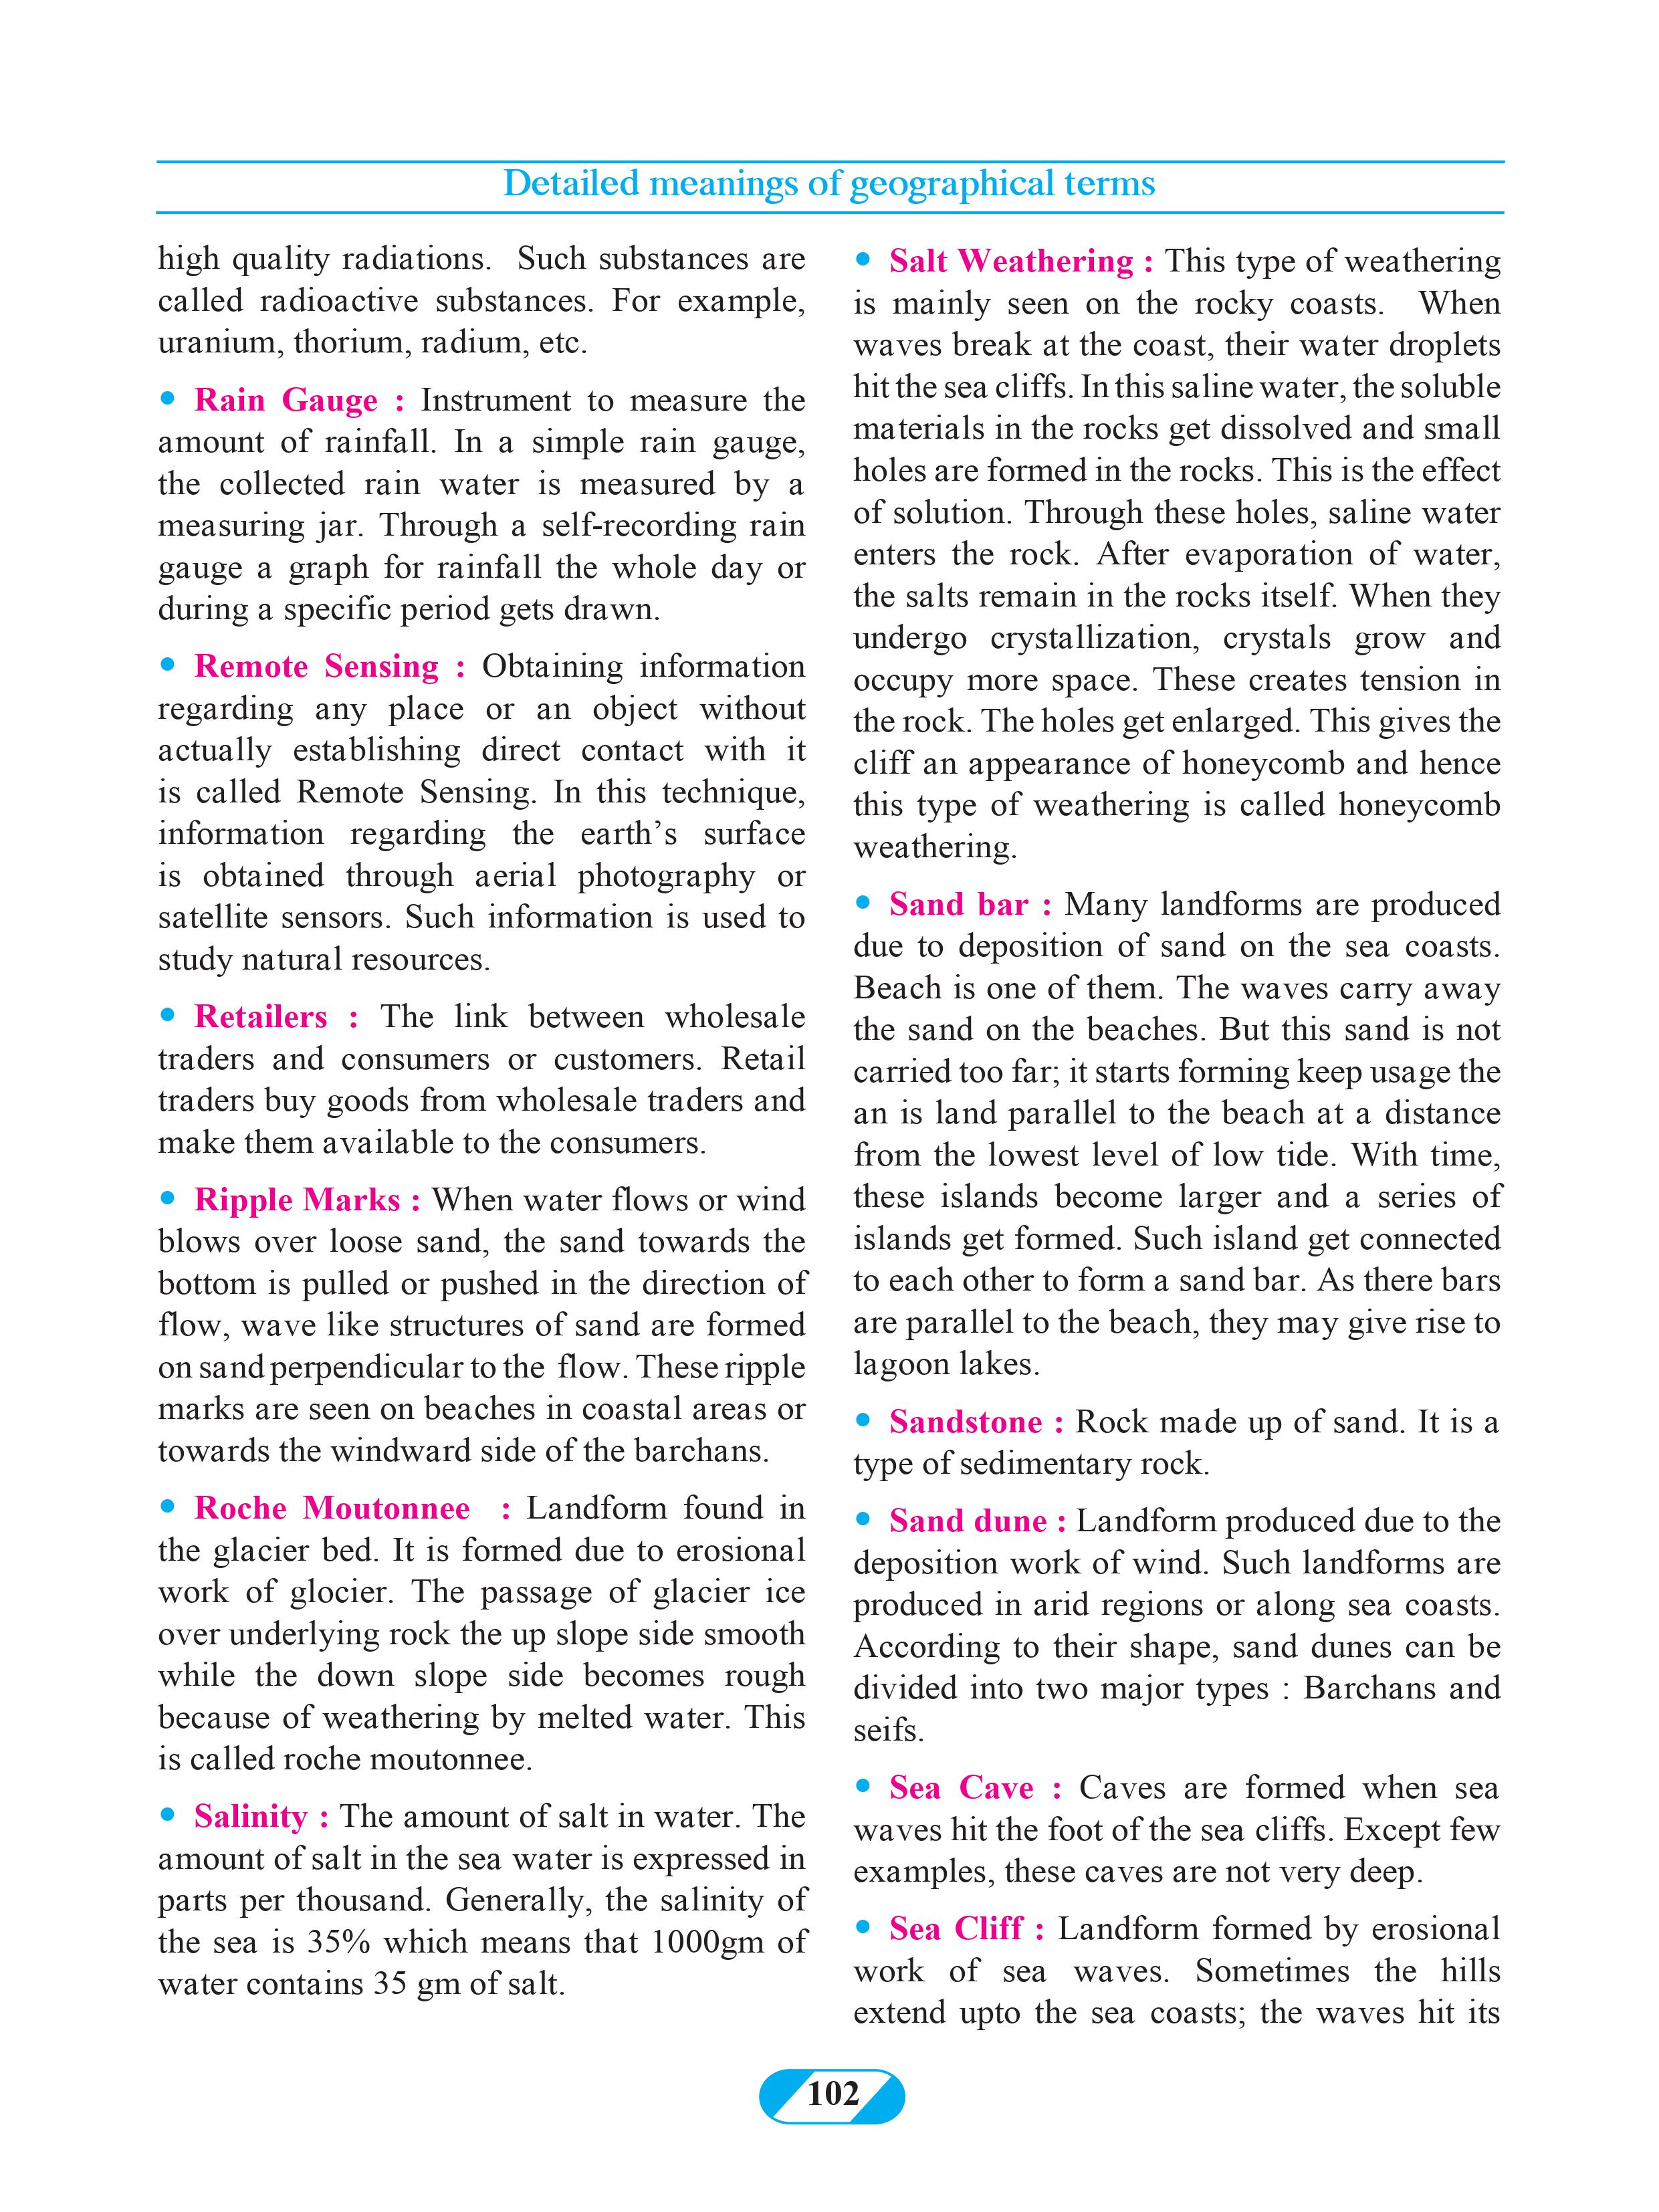 Detailed meanings of geographical terms
high quality radiations. Such substances are
called radioactive substances. For example,
uranium, thorium, radium, etc.
• Rain Gauge : Instrument to measure the
amount of rainfall. In a simple rain gauge,
the collected rain water is measured by a
measuring jar. Through a self-recording rain
gauge a graph for rainfall the whole day or
during a specific period gets drawn.
• Remote Sensing : Obtaining information
regarding any place or an object without
actually establishing direct contact with it
is called Remote Sensing. In this technique,
information regarding the earth’s surface
is obtained through aerial photography or
satellite sensors. Such information is used to
study natural resources.
• Retailers : The link between wholesale
traders and consumers or customers. Retail
traders buy goods from wholesale traders and
make them available to the consumers.
• Ripple Marks : When water flows or wind
blows over loose sand, the sand towards the
bottom is pulled or pushed in the direction of
flow, wave like structures of sand are formed
on sand perpendicular to the flow. These ripple
marks are seen on beaches in coastal areas or
towards the windward side of the barchans.
• Roche Moutonnee : Landform found in
the glacier bed. It is formed due to erosional
work of glocier. The passage of glacier ice
over underlying rock the up slope side smooth
while the down slope side becomes rough
because of weathering by melted water. This
is called roche moutonnee.
• Salinity : The amount of salt in water. The
amount of salt in the sea water is expressed in
parts per thousand. Generally, the salinity of
the sea is 35% which means that 1000gm of
water contains 35 gm of salt.
• Salt Weathering : This type of weathering
is mainly seen on the rocky coasts. When
waves break at the coast, their water droplets
hit the sea cliffs. In this saline water, the soluble
materials in the rocks get dissolved and small
holes are formed in the rocks. This is the effect
of solution. Through these holes, saline water
enters the rock. After evaporation of water,
the salts remain in the rocks itself. When they
undergo crystallization, crystals grow and
occupy more space. These creates tension in
the rock. The holes get enlarged. This gives the
cliff an appearance of honeycomb and hence
this type of weathering is called honeycomb
weathering.
• Sand bar : Many landforms are produced
due to deposition of sand on the sea coasts.
Beach is one of them. The waves carry away
the sand on the beaches. But this sand is not
carried too far; it starts forming keep usage the
an is land parallel to the beach at a distance
from the lowest level of low tide. With time,
these islands become larger and a series of
islands get formed. Such island get connected
to each other to form a sand bar. As there bars
are parallel to the beach, they may give rise to
lagoon lakes.
• Sandstone : Rock made up of sand. It is a
type of sedimentary rock.
• Sand dune : Landform produced due to the
deposition work of wind. Such landforms are
produced in arid regions or along sea coasts.
According to their shape, sand dunes can be
divided into two major types : Barchans and
seifs.
• Sea Cave : Caves are formed when sea
waves hit the foot of the sea cliffs. Except few
examples, these caves are not very deep.
• Sea Cliff : Landform formed by erosional
work of sea waves. Sometimes the hills
extend upto the sea coasts; the waves hit its
102